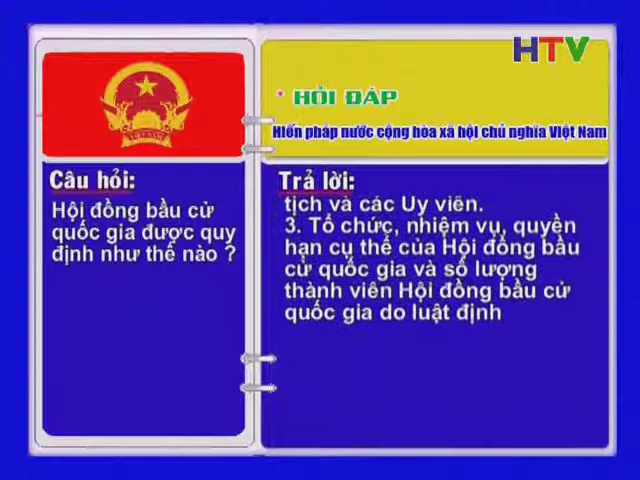 HTV
* HỎI ĐÁP
Hiến pháp nước cộng hòa xã hội chủ nghĩa Việt Nam
Câu hỏi:
Hội đồng bầu cử
quốc gia được quy
định như thế nào ?
Trả lời:
tịch và các Uy viên.
3. Tổ chức, nhiệm vụ, quyền
hạn cụ thể của Hội đồng bầu
cử quốc gia và số lượng
thành viên Hội đồng bầu cử
quốc gia do luật định